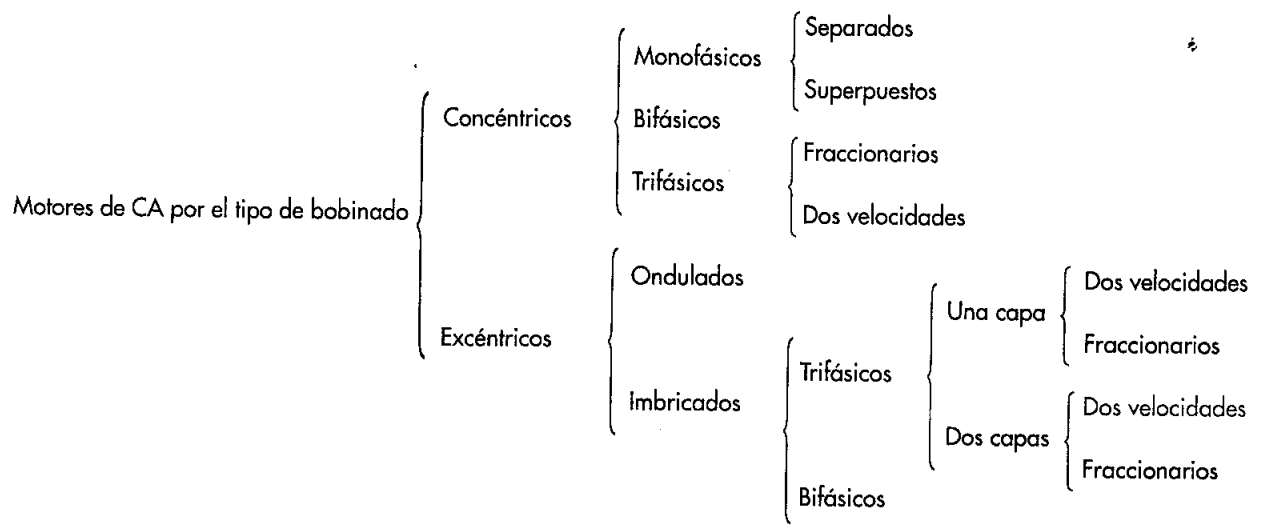 Motores de CA por el tipo de bobinado
Concéntricos
Monofásicos
Separados
Superpuestos
Bifásicos
Trifásicos
Fraccionarios
Dos velocidades
Excéntricos
Ondulados
Imbricados
Trifásicos
Una capa
Dos velocidades
Fraccionarios
Dos capas
Dos velocidades
Fraccionarios
Bifásicos